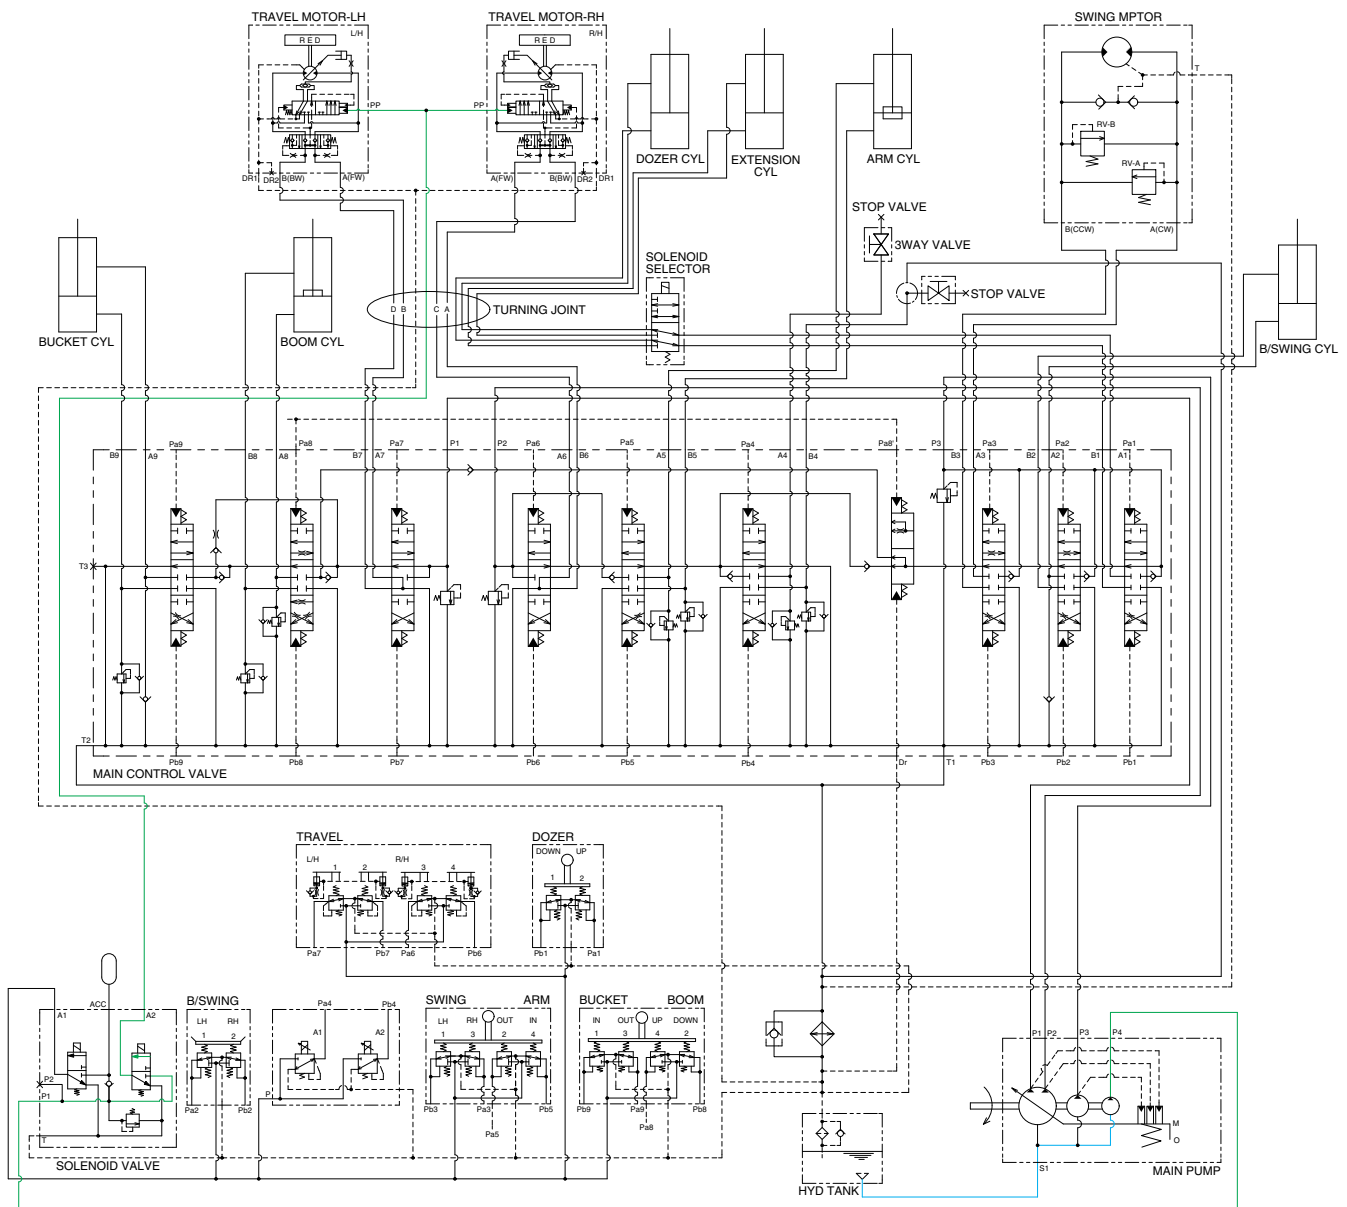 TRAVEL MOTOR-LH
TRAVEL MOTOR-RH
SWING MPTOR
L/H
R/H
R E D
R E D
T
PP
PP
RV-B
RV-A
DOZER CYL
EXTENSION
CYL
ARM CYL
DR1
DR2
B(BW)
A(FW)
A(FW)
B(BW)
DR2
DR1
STOP VALVE
3WAY VALVE
B(CCW)
A(CW)
SOLENOID
SELECTOR
STOP VALVE
D B
C A
TURNING JOINT
BUCKET CYL
BOOM CYL
B/SWING CYL
Pa9
Pa8
Pa7
P1
P2
Pa6
Pa5
Pa4
Pa8'
P3
Pa3
Pa2
Pa1
B9
A9
B8
A8
B7
A7
A6
B6
A5
B5
A4
B4
B3
A3
B2
A2
B1
A1
T3
T2
Pb9
Pb8
Pb7
Pb6
Pb5
Pb4
Dr
T1
Pb3
Pb2
Pb1
MAIN CONTROL VALVE
TRAVEL
DOZER
L/H
R/H
1
2
3
4
DOWN
UP
1
2
Pa7
Pb7
Pa6
Pb6
Pb1
Pa1
ACC
A1
A2
B/SWING
LH
RH
1
2
Pa4
Pb4
A1
A2
SWING
ARM
LH
RH
OUT
IN
1
3
2
4
BUCKET
BOOM
IN
OUT
UP
DOWN
1
3
4
2
P1
P2
P3
P4
P2
P1
T
Pa2
Pb2
P
Pb3
Pa3
Pb5
Pa5
Pb9
Pa9
Pb8
Pa8
M
O
SOLENOID VALVE
HYD TANK
S1
MAIN PUMP